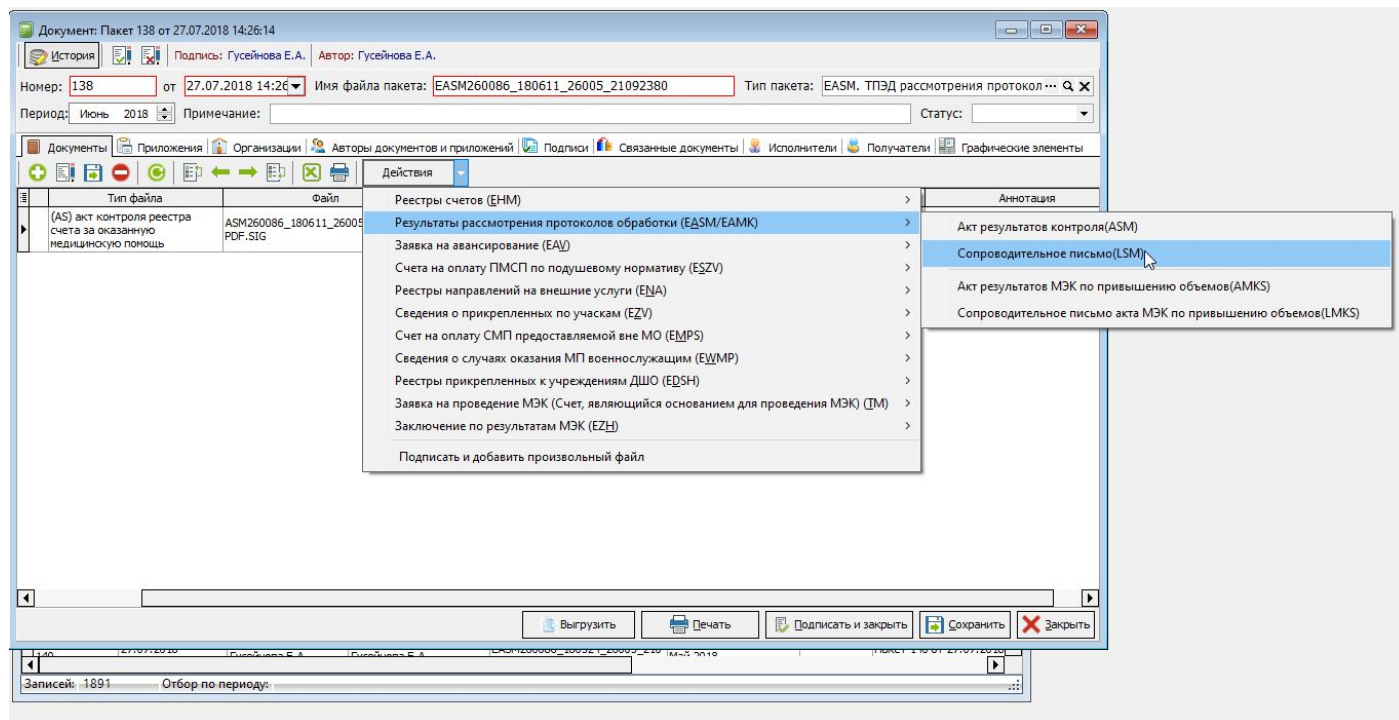 Документ: Пакет 138 от 27.07.2018 14:26:14
История Подпись: Гусейнова Е.А. Автор: Гусейнова Е.А.
Номер: 138 от 27.07.2018 14:26 Имя файла пакета: EASM260086_180611_26005_21092380 Тип пакета: EASM. ТПЭД рассмотрения протокол ...
Период: Июнь 2018 Примечание: Статус:
Документы Приложения Организации Авторы документов и приложений Подписи Связанные документы Исполнители Получатели Графические элементы
Действия
Тип файла Файл Аннотация
(AS) акт контроля реестра счета за оказанную медицинскую помощь
ASM260086_180611_26005
PDF.SIG
Реестры счетов (EHM)
Результаты рассмотрения протоколов обработки (EASM/EAMK)
Заявка на авансирование (EAV)
Счета на оплату ПМСП по подушевому нормативу (ESZV)
Реестры направлений на внешние услуги (ENA)
Сведения о прикрепленных по учаскам (EZV)
Счет на оплату СМП предоставляемой вне МО (EMPS)
Сведения о случаях оказания МП военнослужащим (EWMP)
Реестры прикрепленных к учреждениям ДШО (EDSH)
Заявка на проведение МЭК (Счет, являющийся основанием для проведения МЭК) (TM)
Заключение по результатам МЭК (EZH)
Подписать и добавить произвольный файл
Акт результатов контроля(ASM)
Сопроводительное письмо(LSM)
Акт результатов МЭК по привышению объемов(AMKS)
Сопроводительное письмо акта МЭК по привышению объемов(LMKS)
Выгрузить Печать Подписать и закрыть Сохранить Закрыть
Записей: 1891 Отбор по периоду: